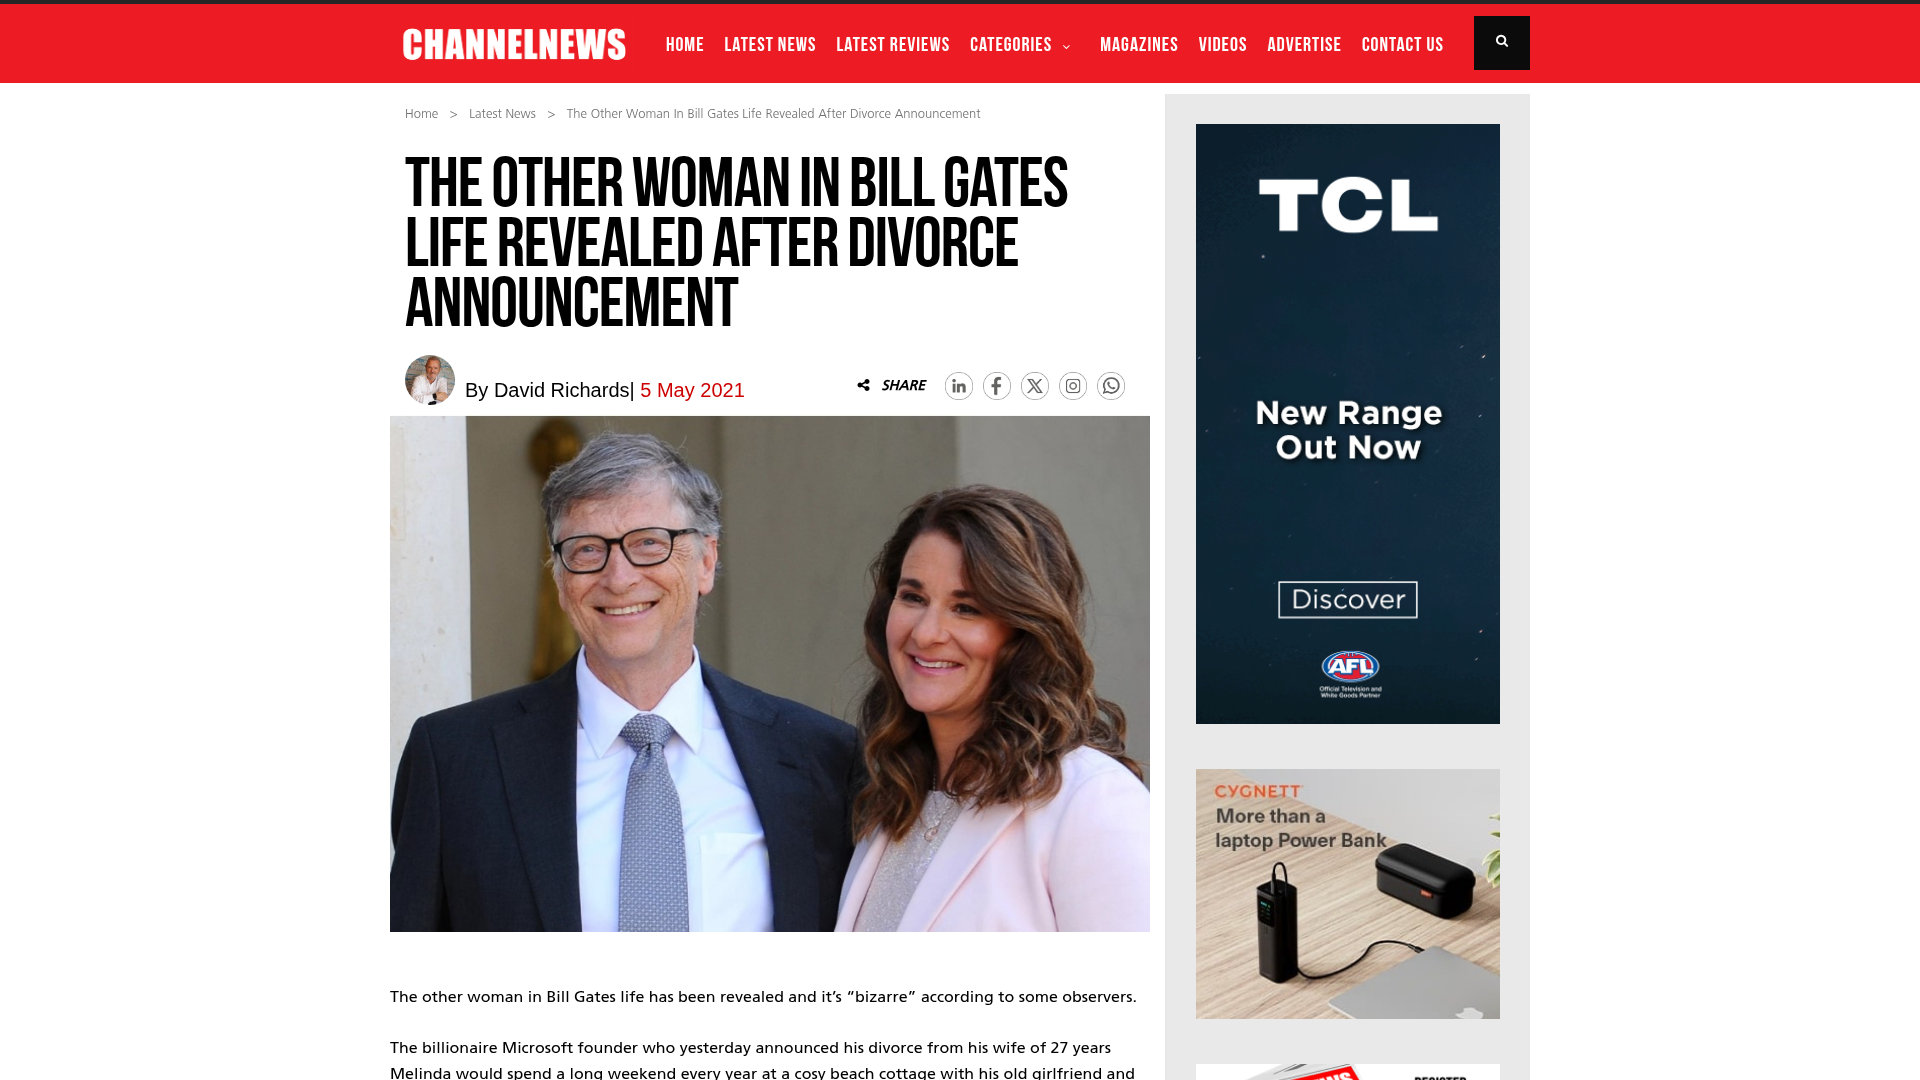 CHANNELNEWS
HOME LATEST NEWS LATEST REVIEWS CATEGORIES MAGAZINES VIDEOS ADVERTISE CONTACT US
Home > Latest News > The Other Woman In Bill Gates Life Revealed After Divorce Announcement
THE OTHER WOMAN IN BILL GATES
LIFE REVEALED AFTER DIVORCE
ANNOUNCEMENT
By David Richards| 5 May 2021
SHARE
The other woman in Bill Gates life has been revealed and it’s “bizarre” according to some observers.
The billionaire Microsoft founder who yesterday announced his divorce from his wife of 27 years
Melinda would spend a long weekend every year at a cosy beach cottage with his old girlfriend and
TCL
New Range
Out Now
Discover
AFL
Official Television and
White Goods Partner
CYGNETT
More than a
laptop Power Bank
REGISTER